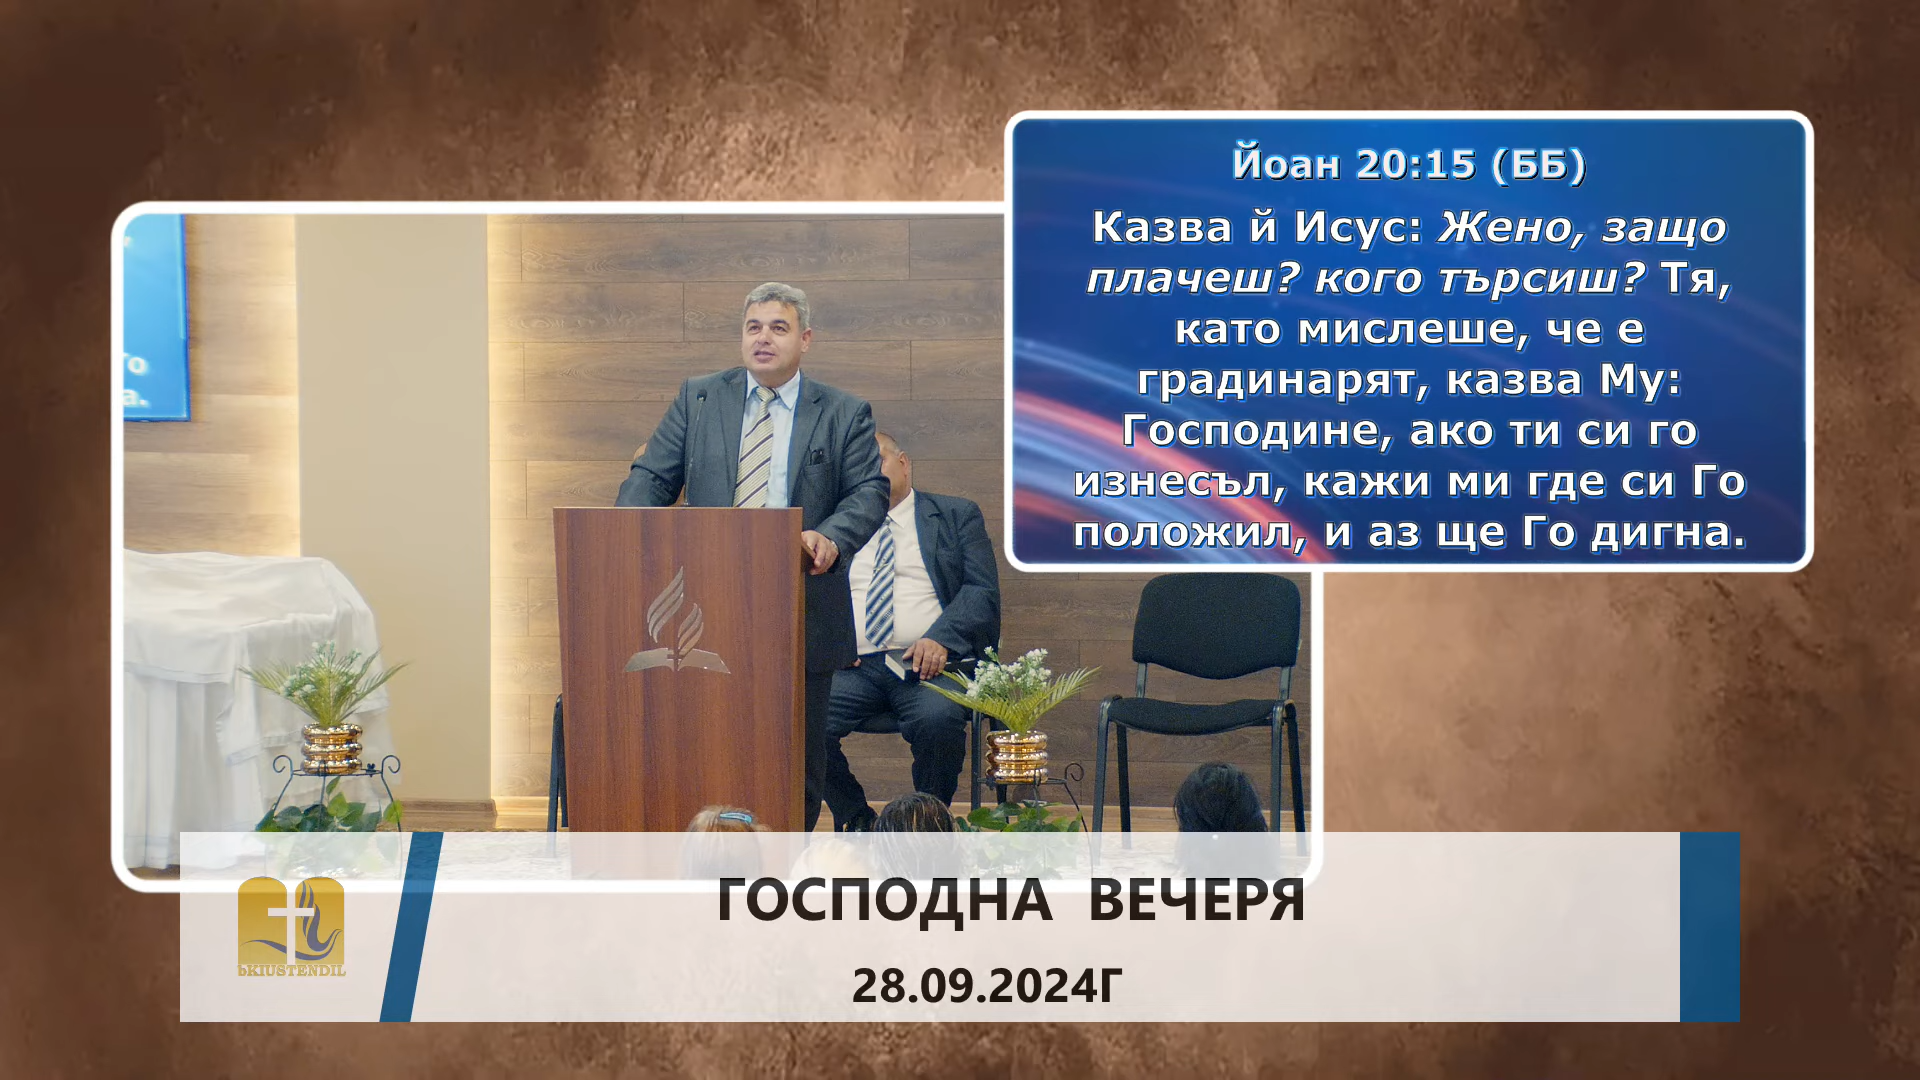 Йоан 20:15 (ББ)
Казва й Исус: Жено, защо
плачеш? кого търсиш? Тя,
като мислеше, че е
градинарят, казва Му:
Господине, ако ти си го
изнесъл, кажи ми где си Го
положил, и аз ще Го дигна.
го
а.
ГОСПОДНА ВЕЧЕРЯ
28.09.2024Г
ЪKIUSTENDIL